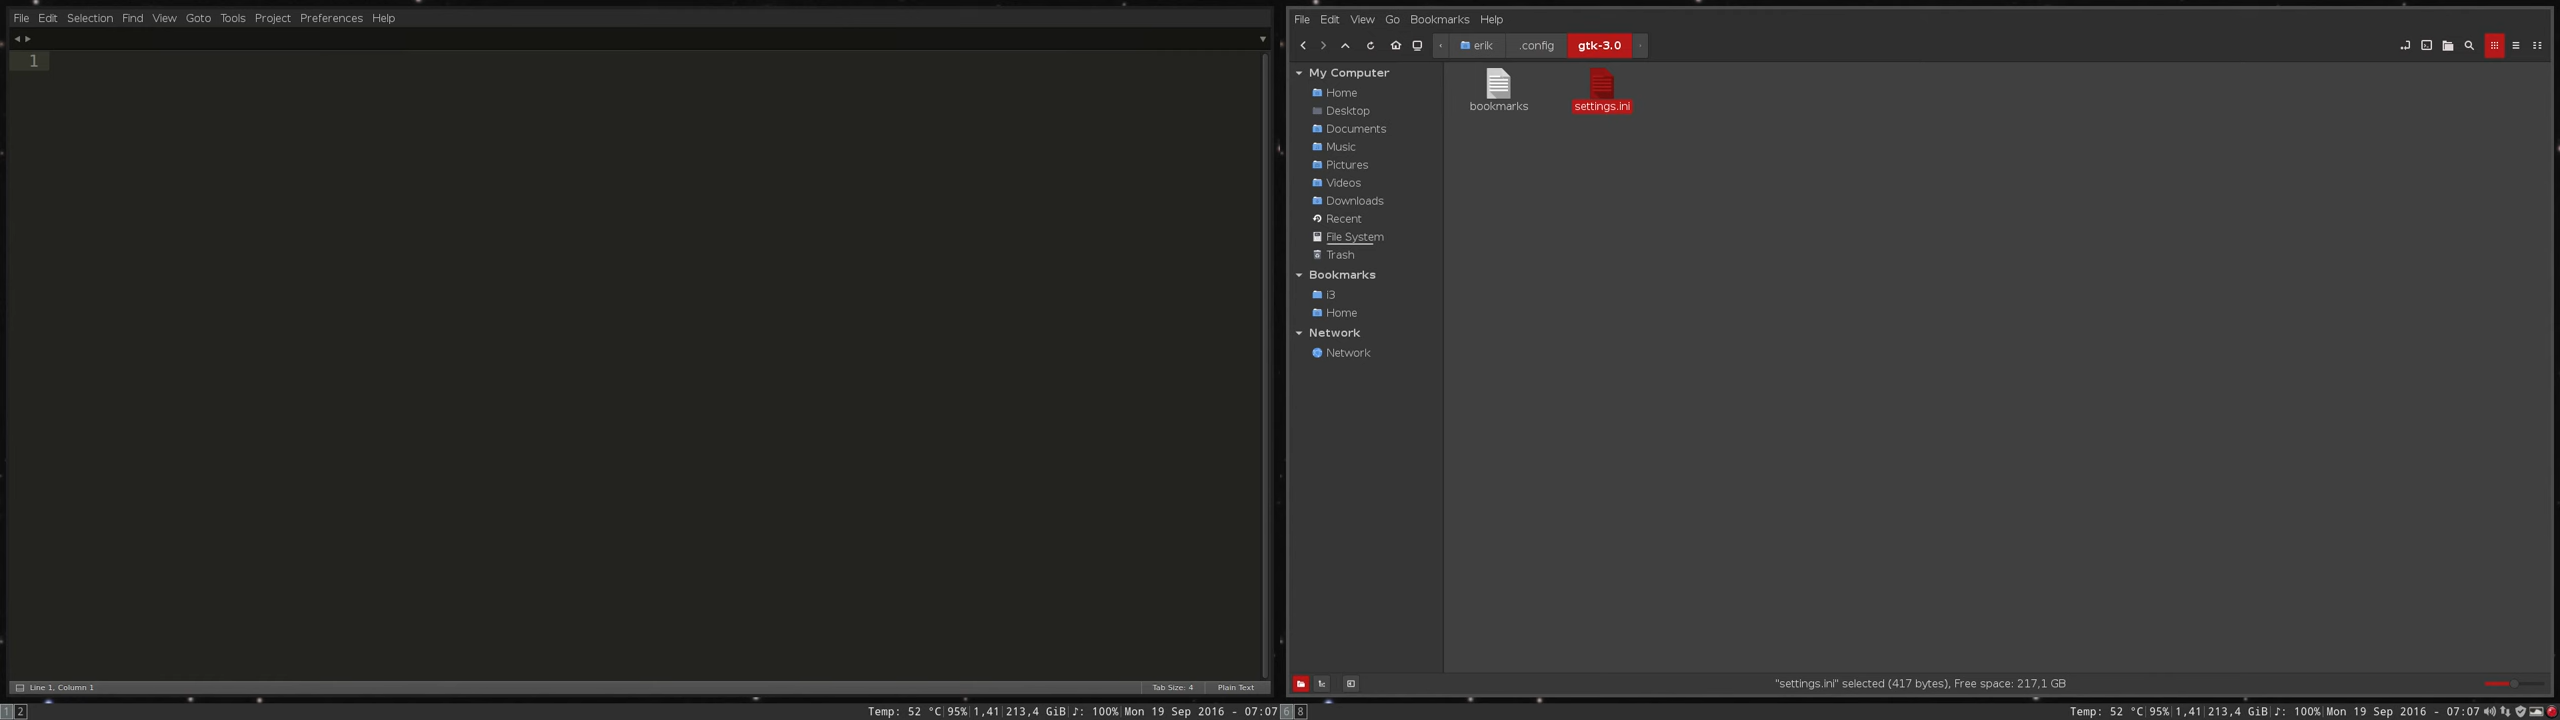 File Edit Selection Find View Goto Tools Project Preferences Help
1
Line 1, Column 1
Tab Size: 4
Plain Text
File Edit View Go Bookmarks Help
erik .config gtk-3.0
My Computer
Home
Desktop
Documents
Music
Pictures
Videos
Downloads
Recent
File System
Trash
Bookmarks
i3
Home
Network
Network
bookmarks
settings.ini
"settings.ini" selected (417 bytes), Free space: 217,1 GB
1 2
Temp: 52 °C|95%|1,41|213,4 GiB|♪: 100%|Mon 19 Sep 2016 - 07:07
6 8
Temp: 52 °C|95%|1,41|213,4 GiB|♪: 100%|Mon 19 Sep 2016 - 07:07